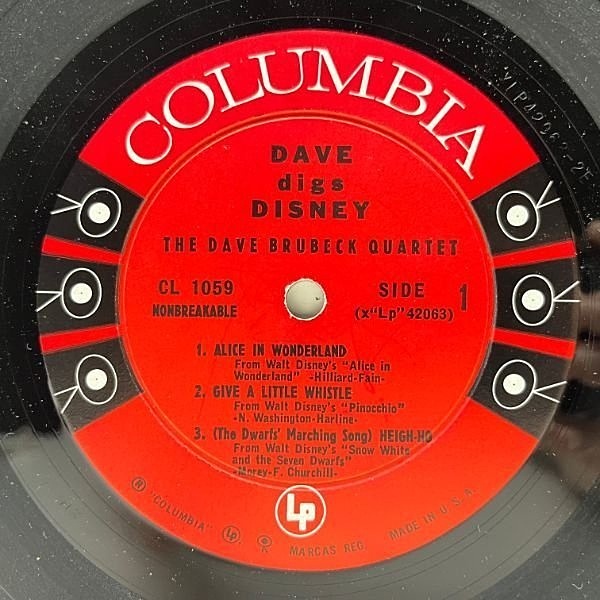 COLUMBIA
DAVE
digs
DISNEY
THE DAVE BRUBECK QUARTET
CL 1059
NONBREAKABLE
SIDE 1
(x"Lp" 42063)
1. ALICE IN WONDERLAND
From Walt Disney's "Alice in
Wonderland" -Hilliard-Fain-
2. GIVE A LITTLE WHISTLE
From Walt Disney's "Pinocchio"
-N. Washington-Harline-
3. (The Dwarfs' Marching Song) HEIGH-HO
From Walt Disney's "Snow White
and the Seven Dwarfs"
-Morey-F. Churchill-
LP
® "COLUMBIA" LP MARCAS REG. MADE IN U.S.A.